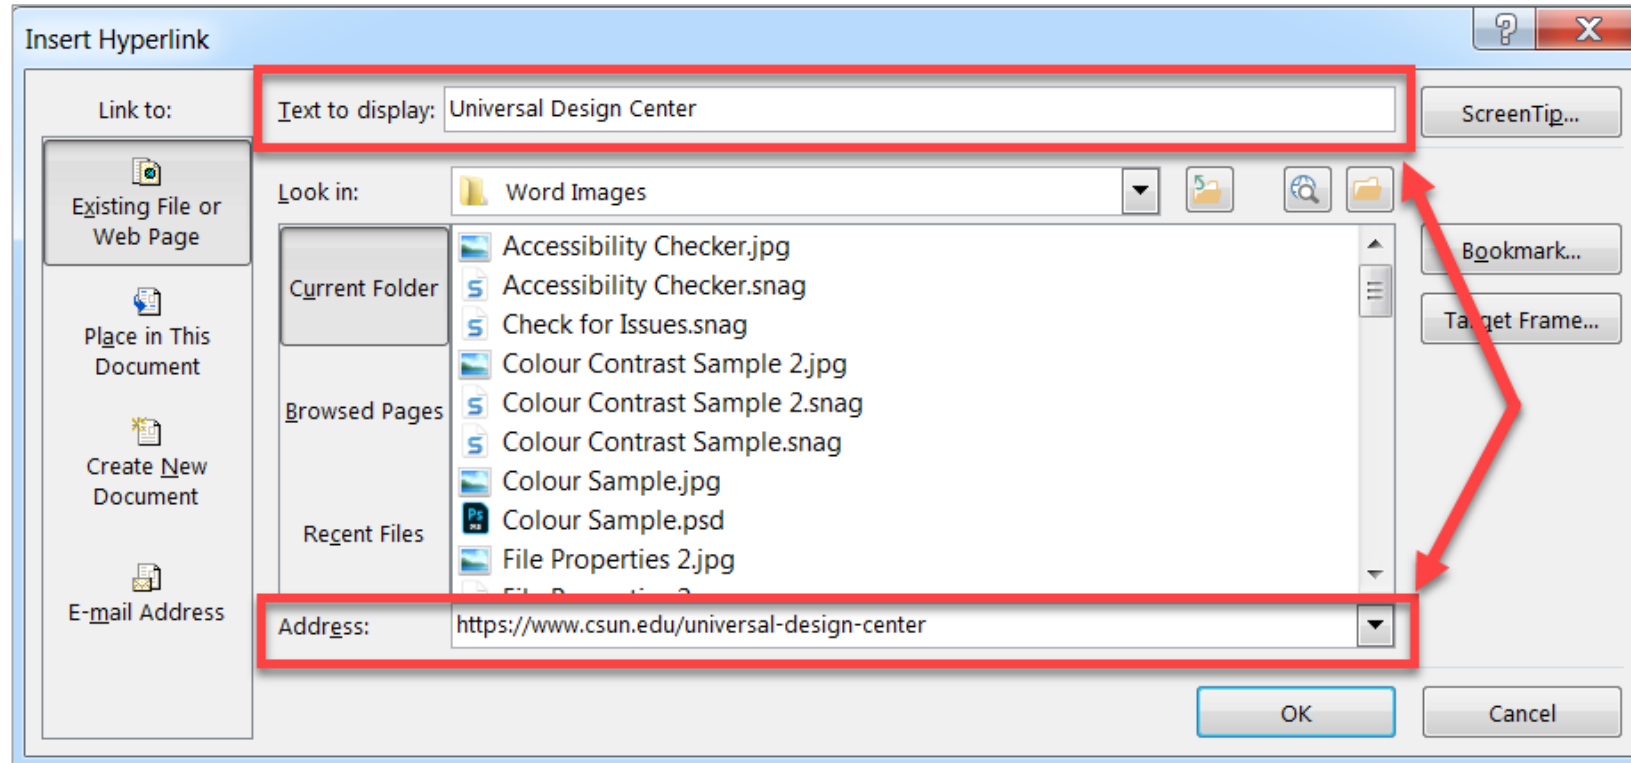 Insert Hyperlink
Link to:
Text to display: Universal Design Center
ScreenTip...
Existing File or
Web Page
Look in: Word Images
Place in This
Document
Create New
Document
E-mail Address
Current Folder
Browsed Pages
Recent Files
Accessibility Checker.jpg
Accessibility Checker.snag
Check for Issues.snag
Colour Contrast Sample 2.jpg
Colour Contrast Sample 2.snag
Colour Contrast Sample.snag
Colour Sample.jpg
Colour Sample.psd
File Properties 2.jpg
Bookmark...
Target Frame...
Address: https://www.csun.edu/universal-design-center
OK
Cancel